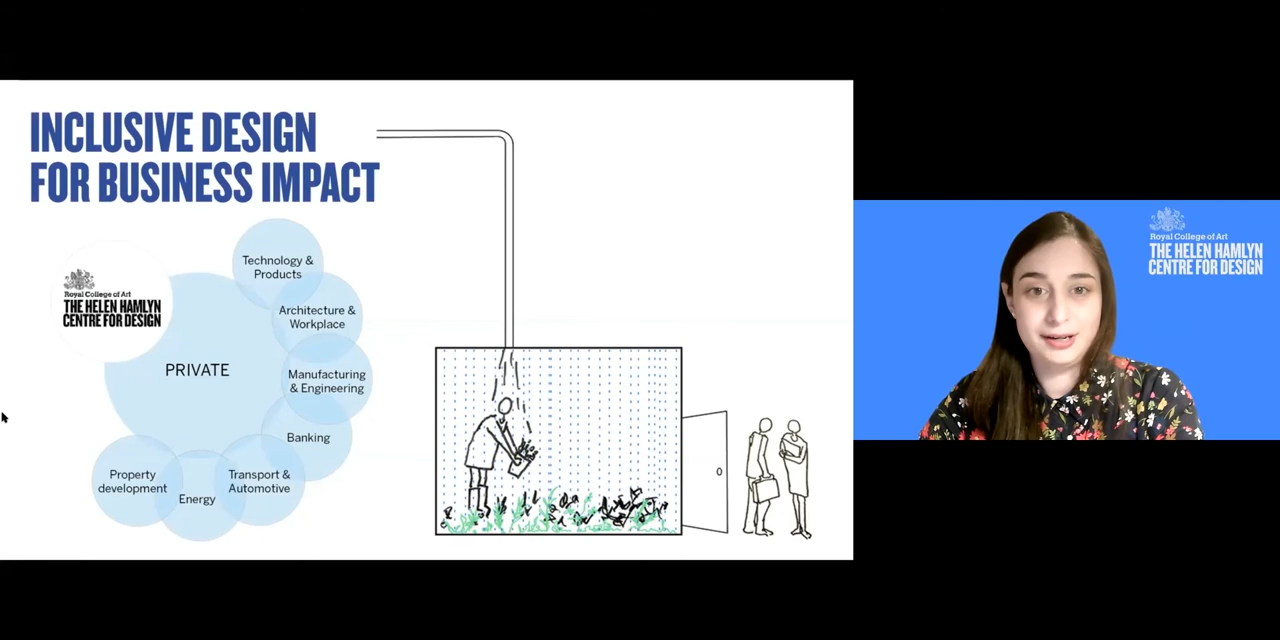 INCLUSIVE DESIGN
FOR BUSINESS IMPACT
Royal College of Art
THE HELEN HAMLYN
CENTRE FOR DESIGN
PRIVATE
Technology &
Products
Architecture &
Workplace
Manufacturing
& Engineering
Banking
Transport &
Automotive
Energy
Property
development
Royal College of Art
THE HELEN HAMLYN
CENTRE FOR DESIGN